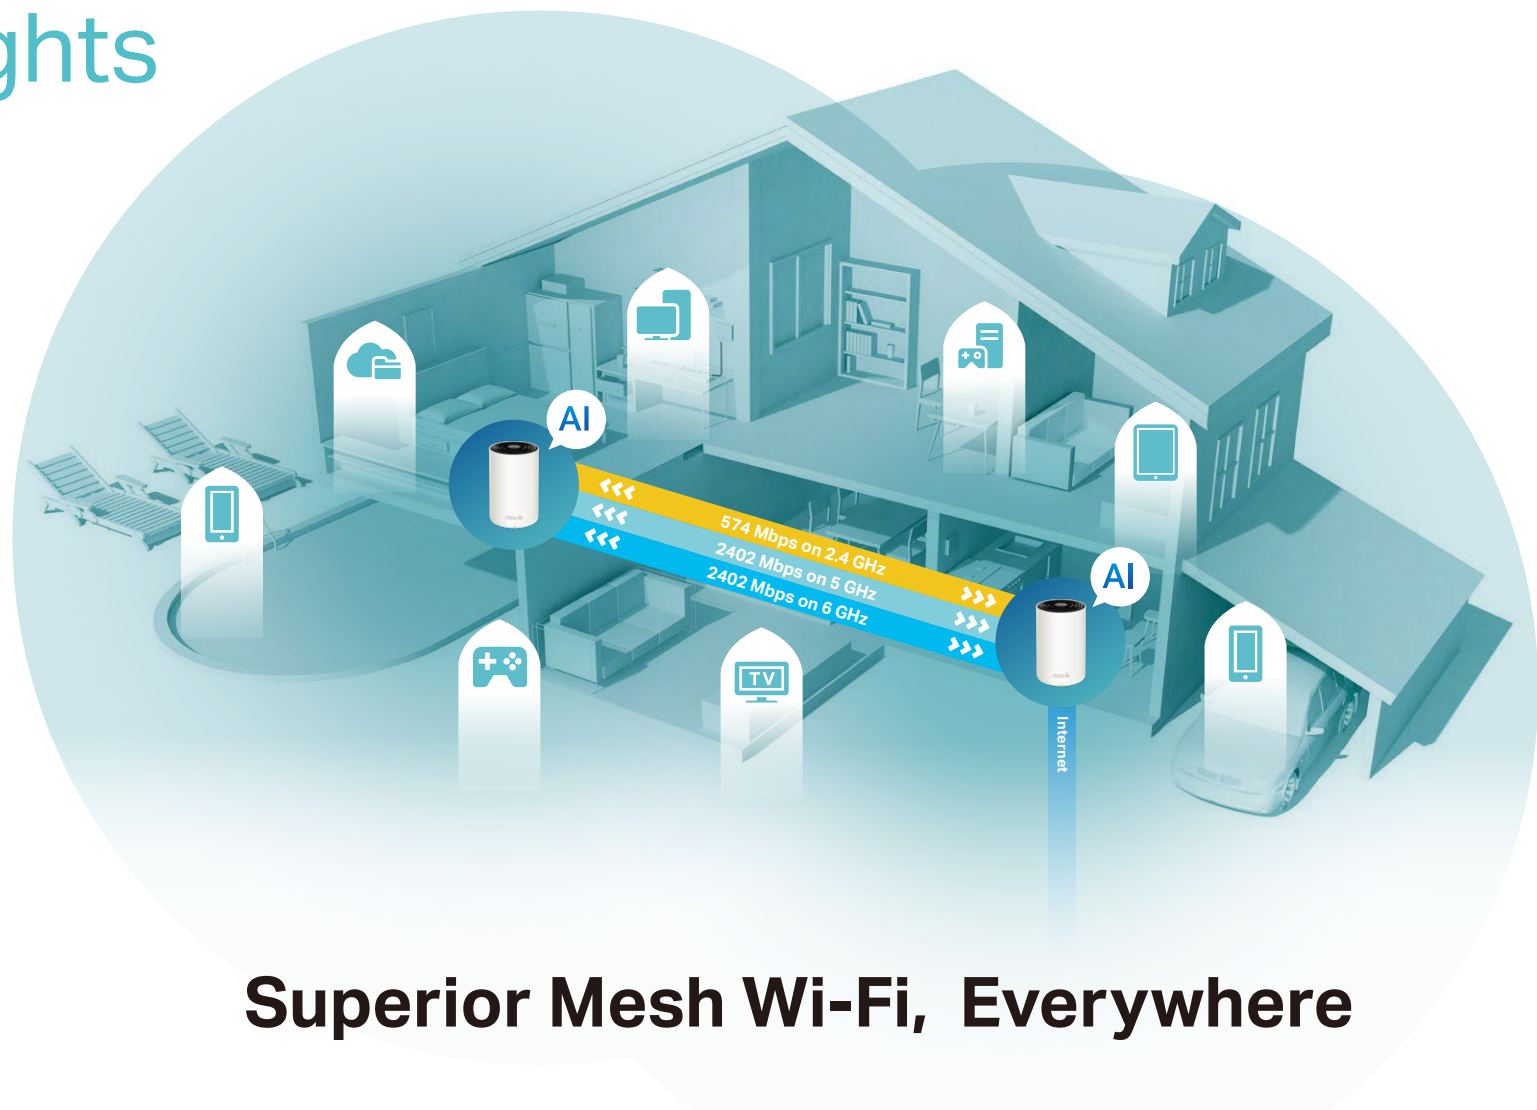 ghts
AI
574 Mbps on 2.4 GHz
2402 Mbps on 5 GHz
2402 Mbps on 6 GHz
AI
TV
Internet
Superior Mesh Wi-Fi, Everywhere